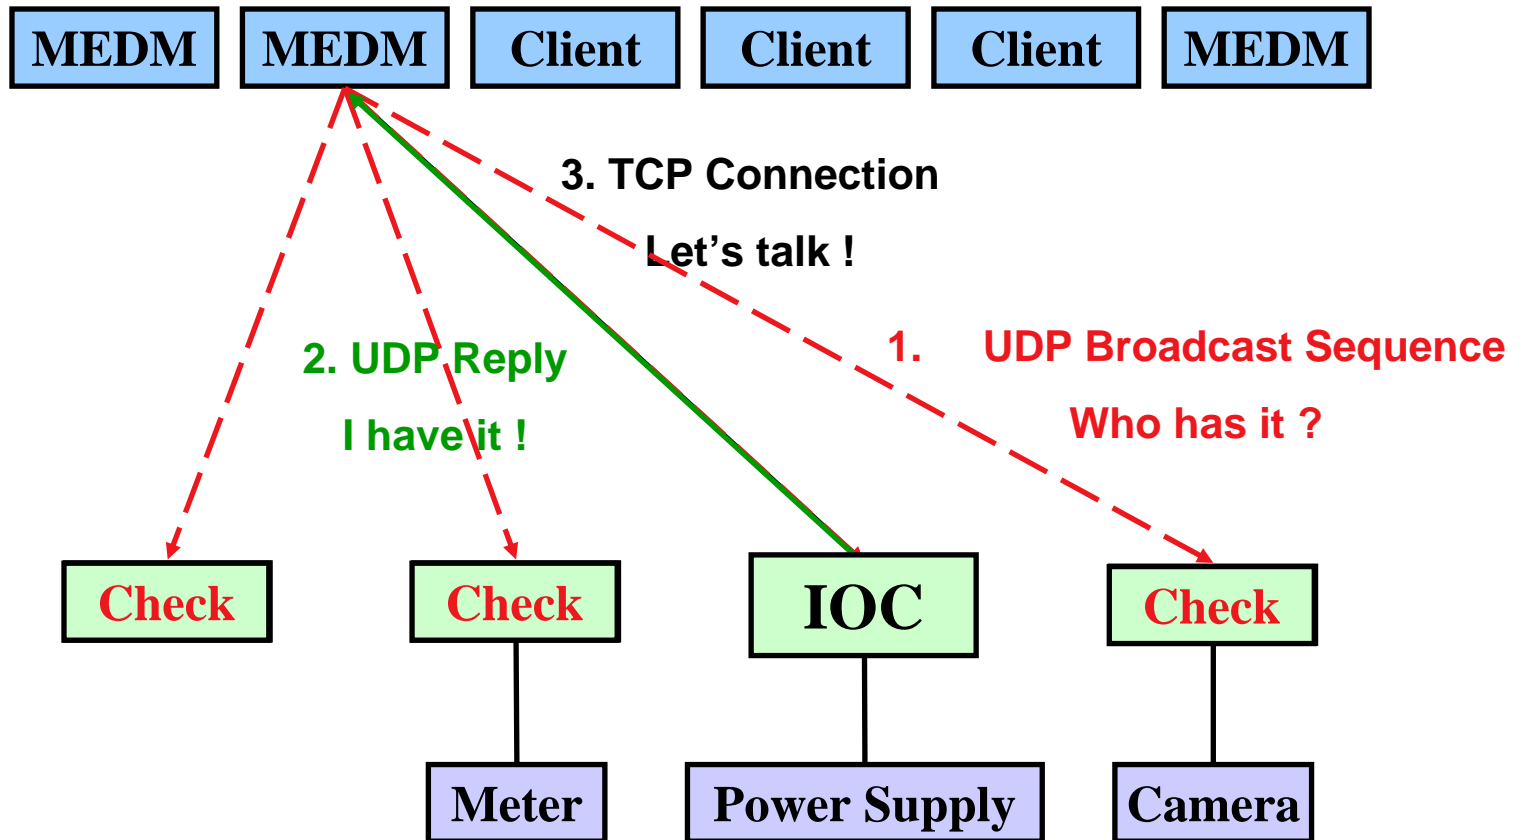 MEDM MEDM Client Client Client MEDM
3. TCP Connection
Let’s talk !
1. UDP Broadcast Sequence
Who has it ?
2. UDP Reply
I have it !
Check Check IOC Check
Meter Power Supply Camera